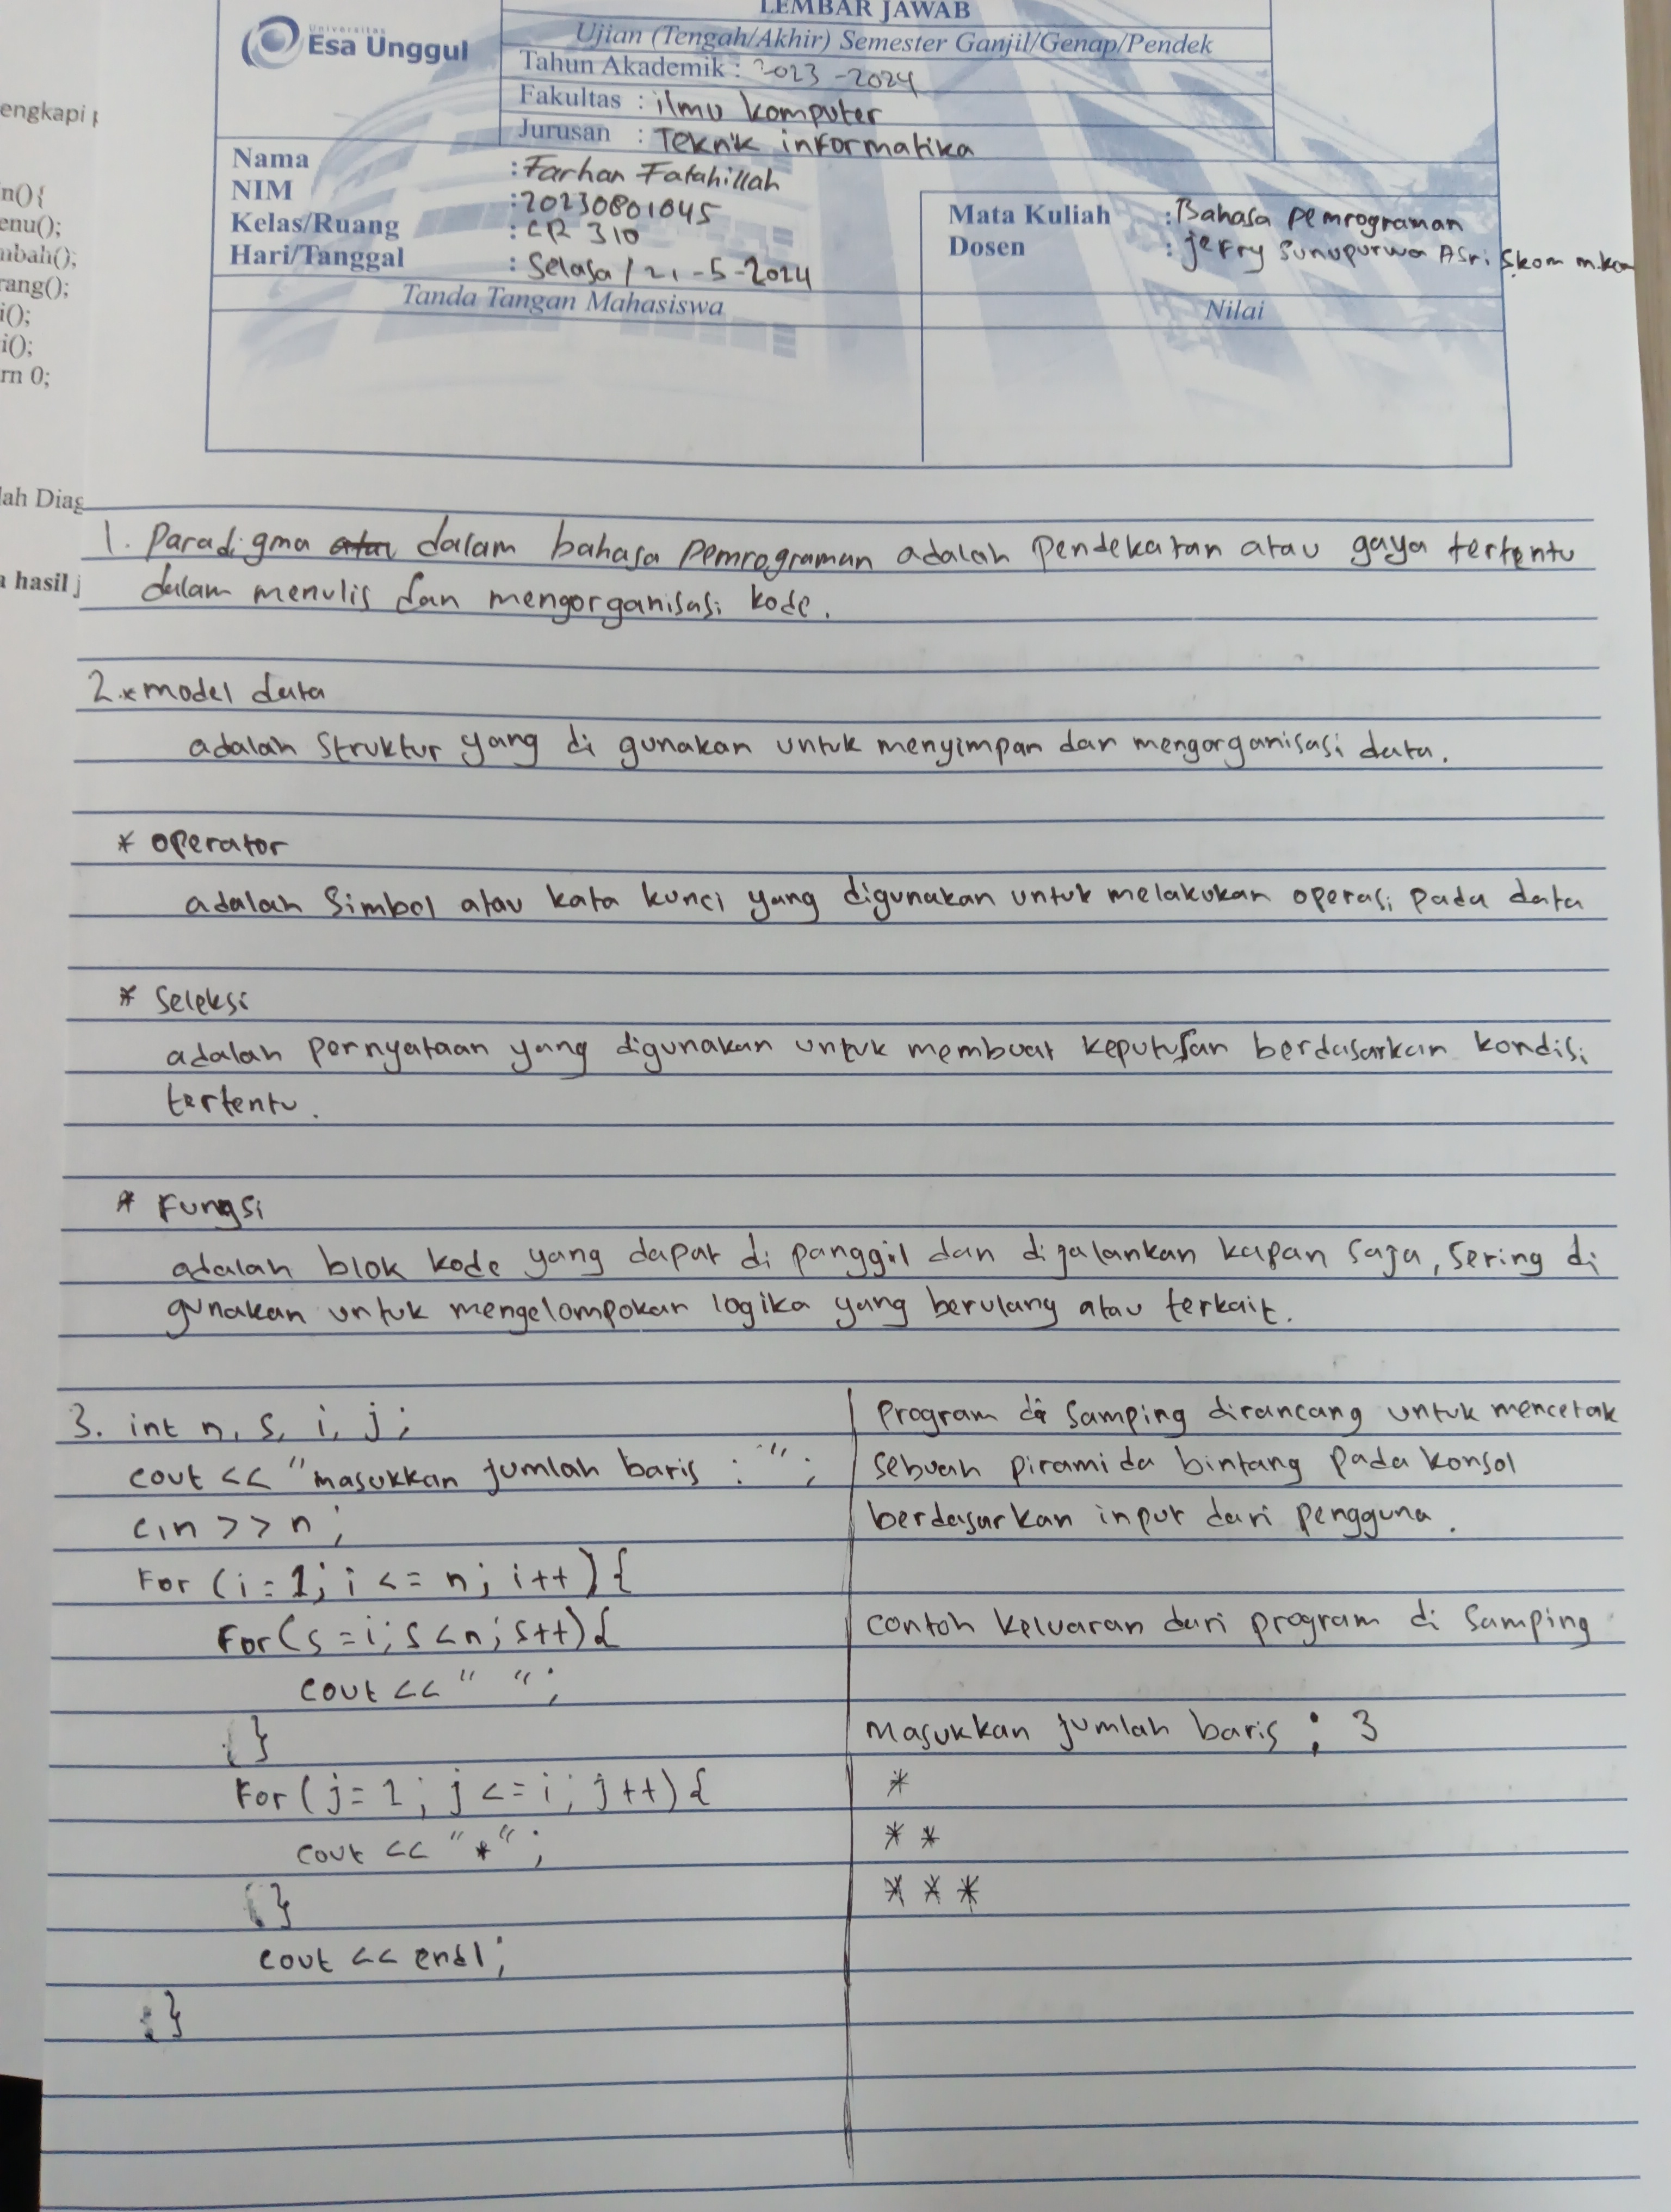 LEMBAR JAWAB
Universitas
Esa Unggul
Ujian (Tengah/Akhir) Semester Ganjil/Genap/Pendek
Tahun Akademik : 2023-2024
Fakultas : ilmu komputer
Jurusan : Teknik informatika
Nama : Farhan Fatahillah
NIM : 20230801045
Kelas/Ruang : CR 310
Hari/Tanggal : Selasa / 21-5-2024
Mata Kuliah : Bahasa Pemrograman
Dosen : jefry Sunupurwa Asri Skom m.kom
Tanda Tangan Mahasiswa
Nilai
engkapi
n(){
enu();
mbah();
rang();
i();
i();
rn 0;
lah Diag
a hasil j
1. Paradigma atau dalam bahasa pemrograman adalah pendekatan atau gaya tertentu
dalam menulis dan mengorganisasi kode.
2.* model data
adalah struktur yang di gunakan untuk menyimpan dan mengorganisasi data.
* operator
adalah simbol atau kata kunci yang digunakan untuk melakukan operasi pada data
* Seleksi
adalah pernyataan yang digunakan untuk membuat keputusan berdasarkan kondisi
tertentu.
* Fungsi
adalah blok kode yang dapat di panggil dan dijalankan kapan saja, sering di
gunakan untuk mengelompokan logika yang berulang atau terkait.
3. int n, s, i, j;
cout << "masukkan jumlah baris : ";
cin >> n;
For (i = 1; i <= n; i++) {
For (s = i; s < n; s++) {
cout << " ";
}
For (j = 1; j <= i; j++) {
cout << "*";
}
cout << endl;
}
Program di samping dirancang untuk mencetak
sebuah piramida bintang pada konsol
berdasarkan input dari pengguna.
contoh keluaran dari program di samping
Masukkan jumlah baris : 3
*
* *
* * *